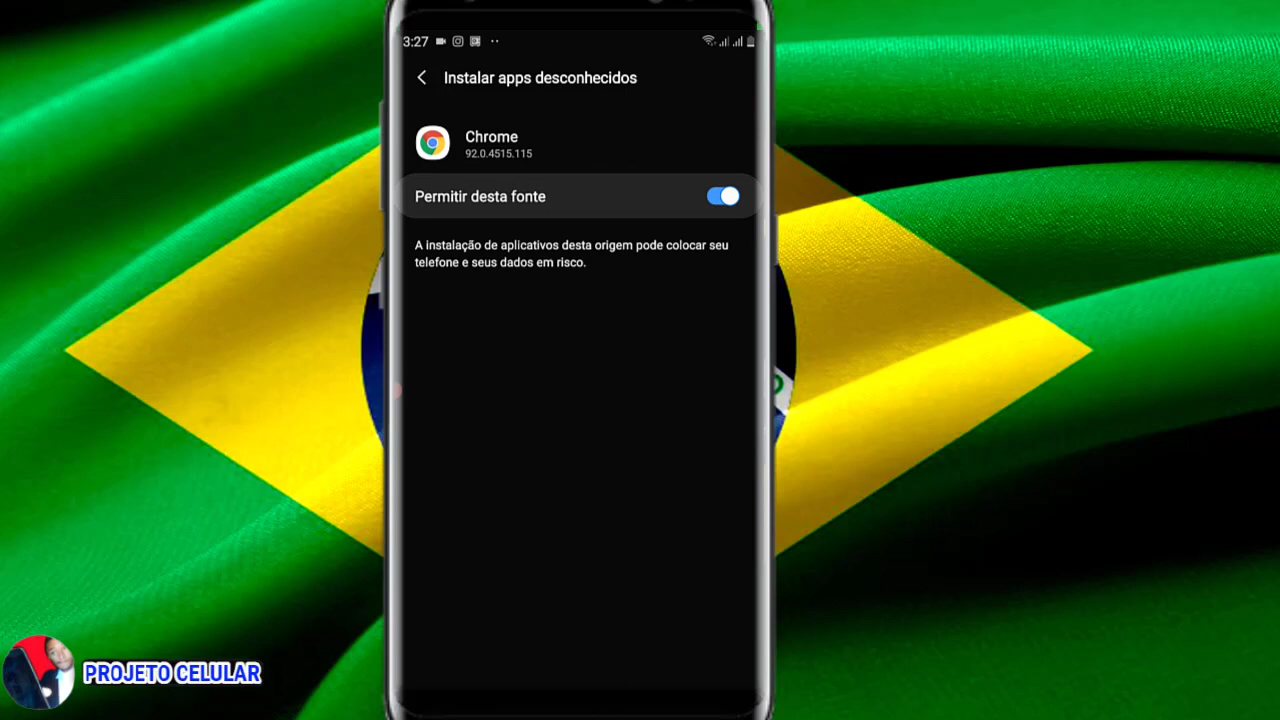 3:27
Instalar apps desconhecidos
Chrome
92.0.4515.115
Permitir desta fonte
A instalação de aplicativos desta origem pode colocar seu
telefone e seus dados em risco.
PROJETO CELULAR